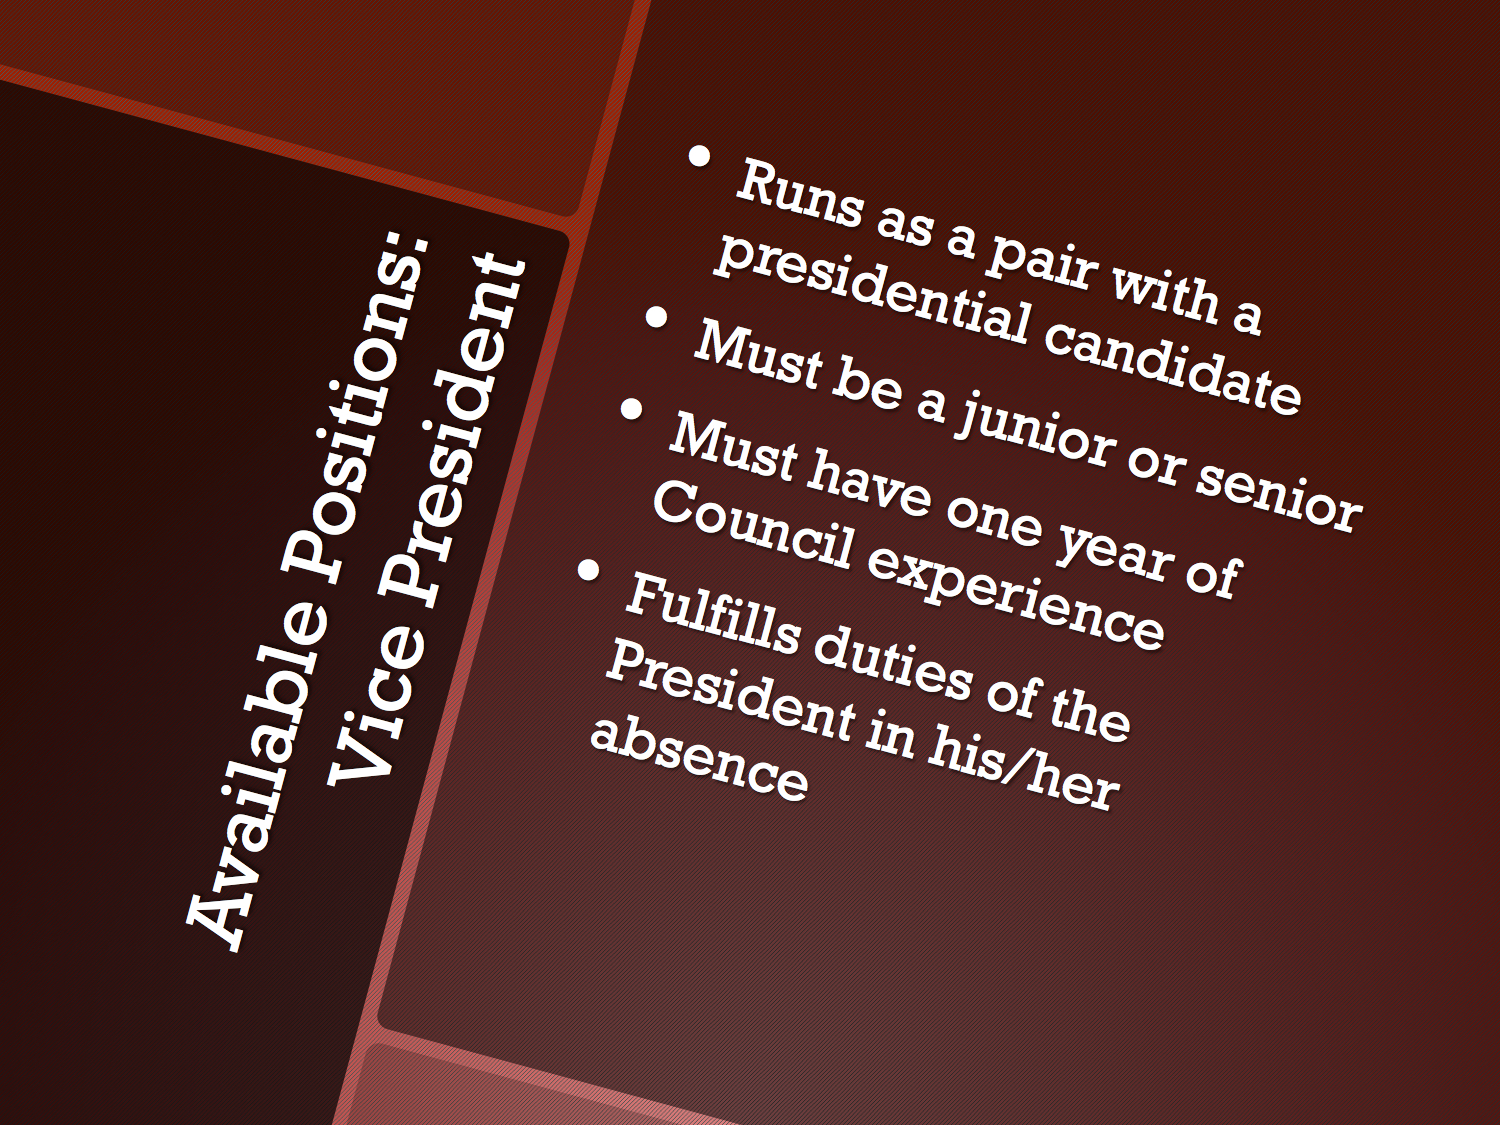 Available Positions:
Vice President
• Runs as a pair with a
presidential candidate
• Must be a junior or senior
• Must have one year of
Council experience
• Fulfills duties of the
President in his/her
absence